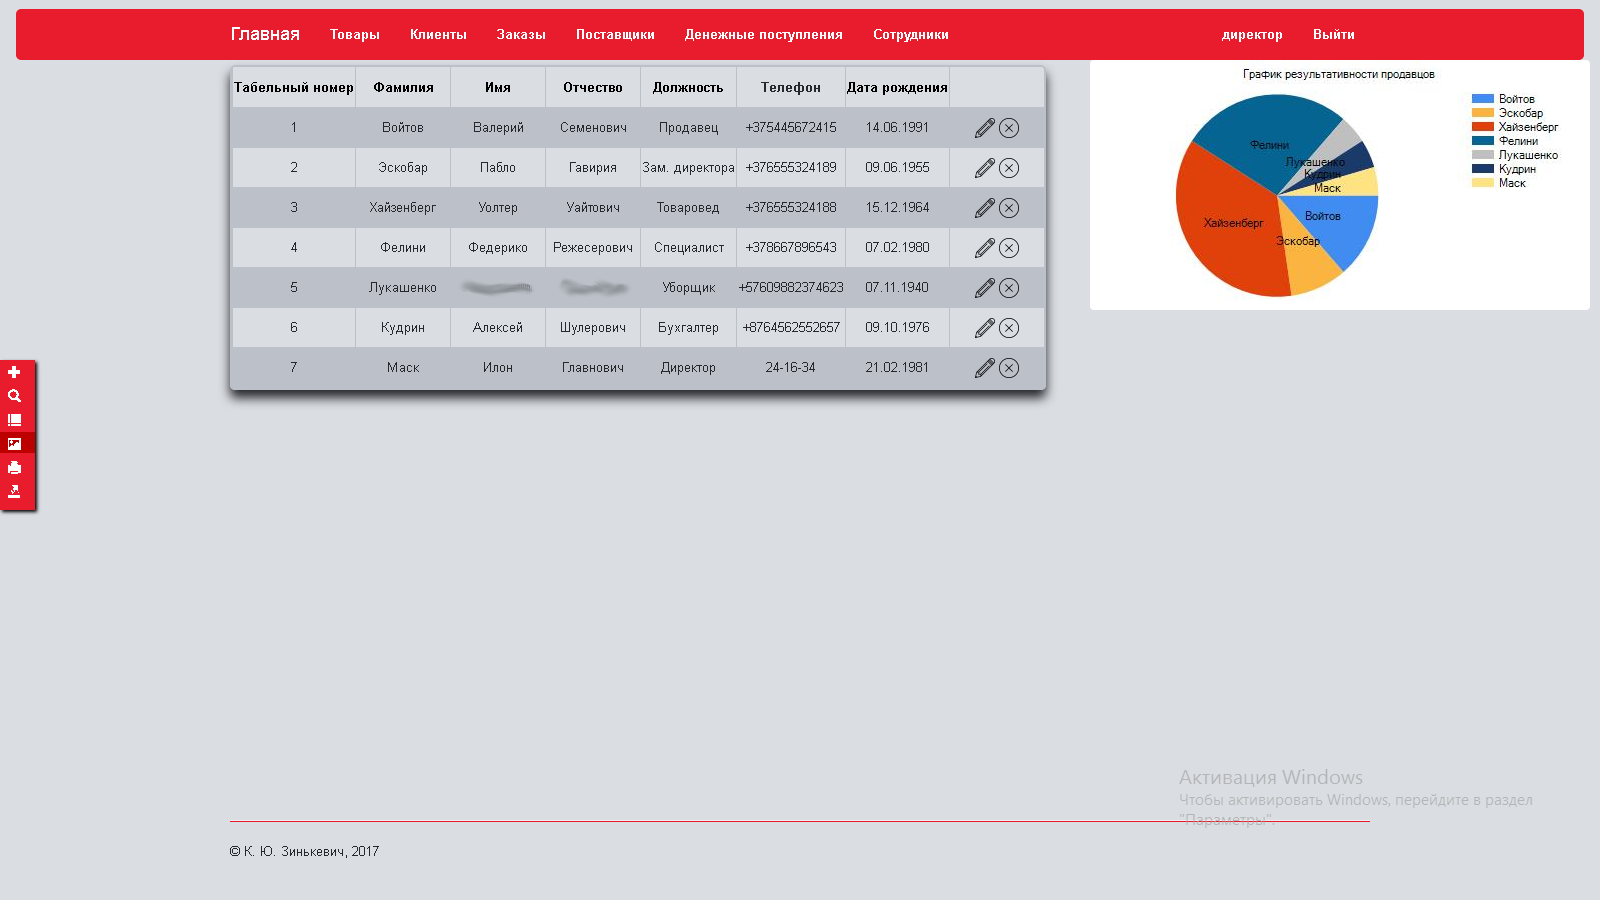 Главная Товары Клиенты Заказы Поставщики Денежные поступления Сотрудники директор Выйти
Табельный номер Фамилия Имя Отчество Должность Телефон Дата рождения
1 Войтов Валерий Семенович Продавец +375445672415 14.06.1991
2 Эскобар Пабло Гавирия Зам. директора +376555324189 09.06.1955
3 Хайзенберг Уолтер Уайтович Товаровед +376555324188 15.12.1964
4 Фелини Федерико Режесерович Специалист +378667896543 07.02.1980
5 Лукашенко Уборщик +57609882374623 07.11.1940
6 Кудрин Алексей Шулерович Бухгалтер +8764562552657 09.10.1976
7 Маск Илон Главнович Директор 24-16-34 21.02.1981
График результативности продавцов
Фелини
Лукашенко
Кудрин
Маск
Войтов
Хайзенберг
Эскобар
Войтов
Эскобар
Хайзенберг
Фелини
Лукашенко
Кудрин
Маск
Активация Windows
Чтобы активировать Windows, перейдите в раздел
"Параметры".
© К. Ю. Зинькевич, 2017